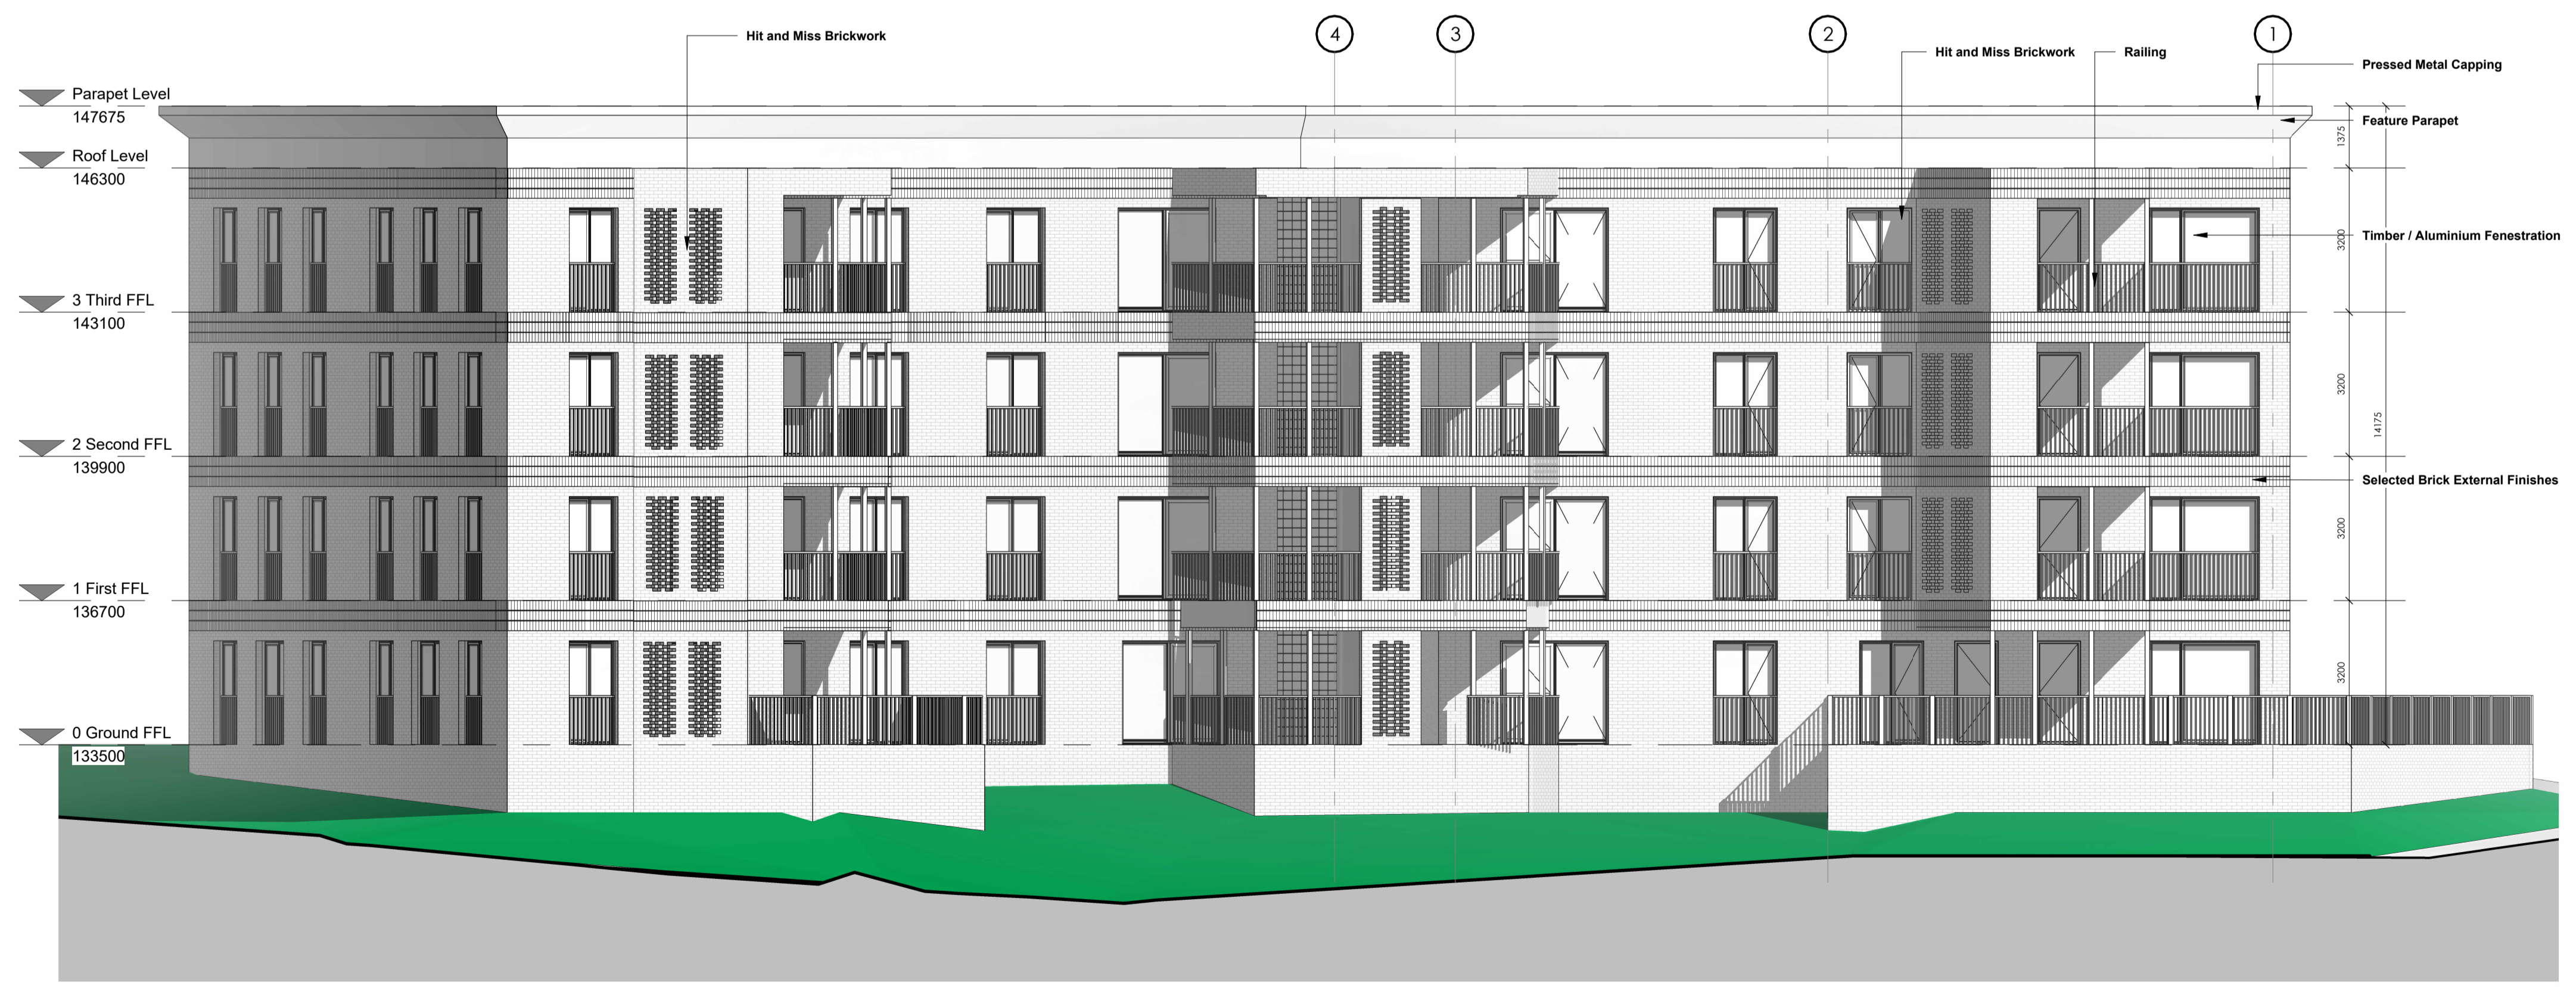 4
3
2
1
Hit and Miss Brickwork
Hit and Miss Brickwork
Railing
Pressed Metal Capping
Parapet Level
147675
Feature Parapet
1375
Roof Level
146300
3200
Timber / Aluminium Fenestration
3 Third FFL
143100
3200
14175
2 Second FFL
139900
Selected Brick External Finishes
3200
1 First FFL
136700
3200
0 Ground FFL
133500